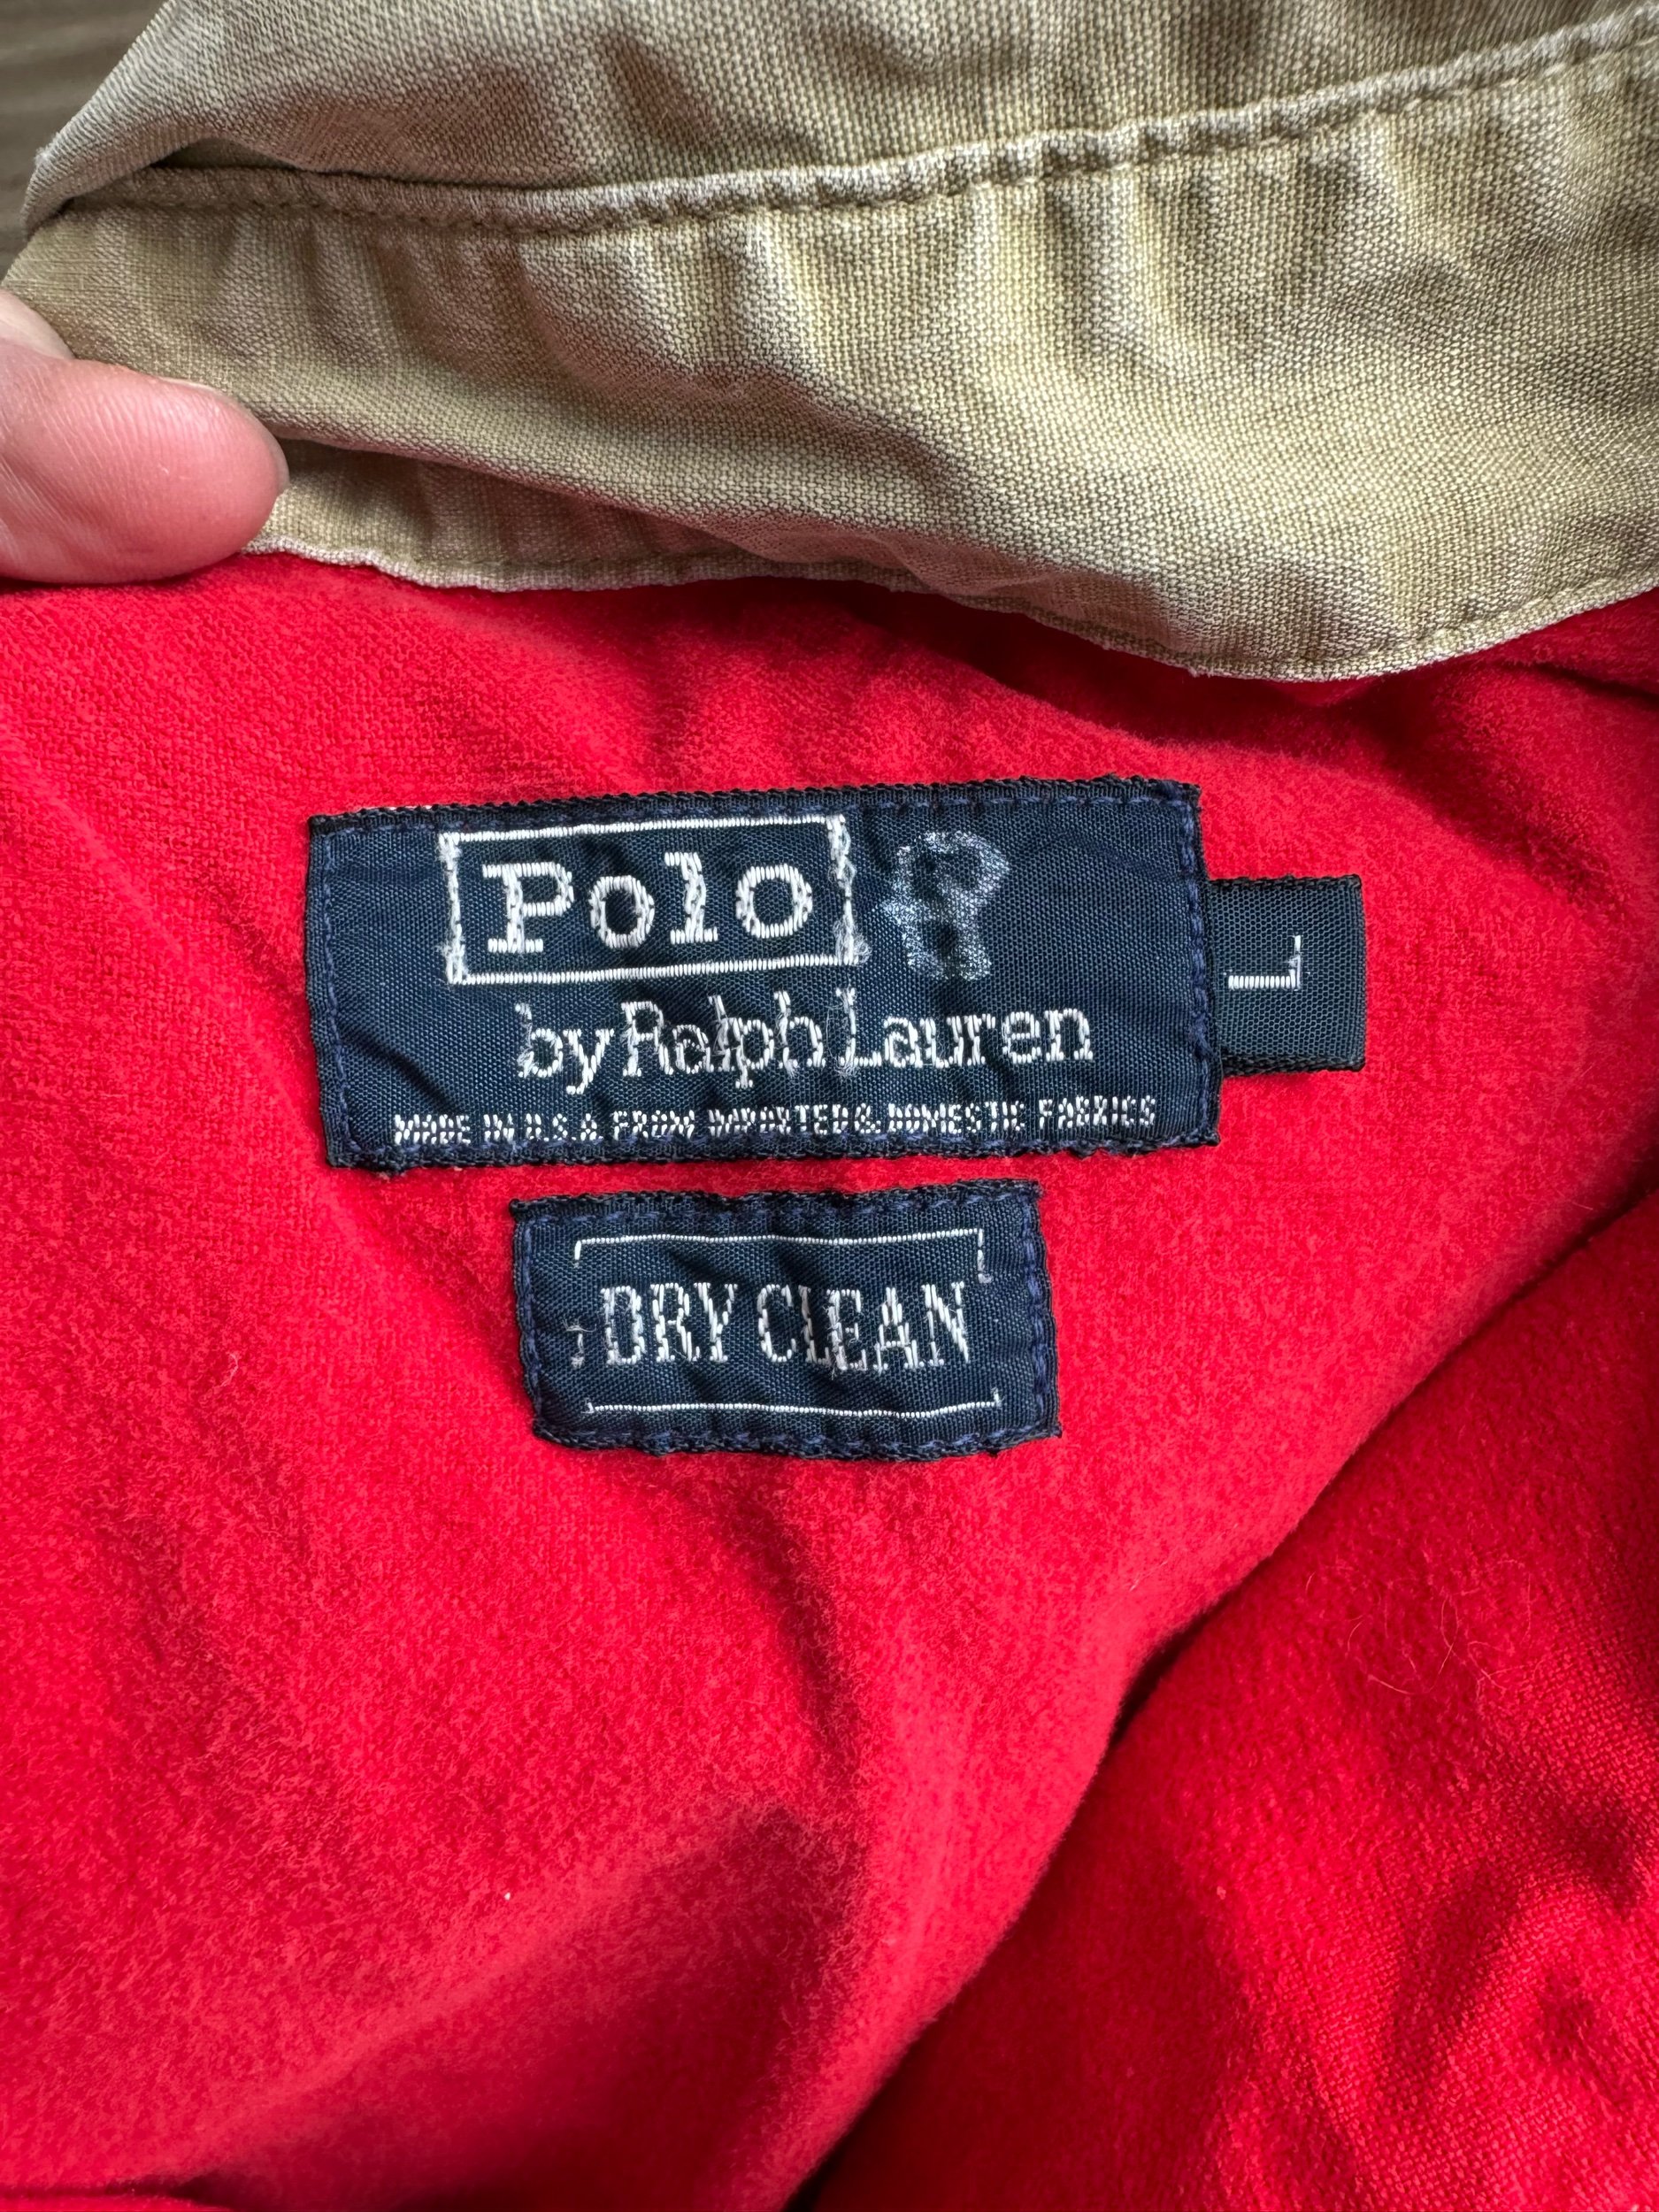 Polo R
by Ralph Lauren
MADE IN U.S.A FROM IMPORTED & DOMESTIC FABRICS
L
DRY CLEAN